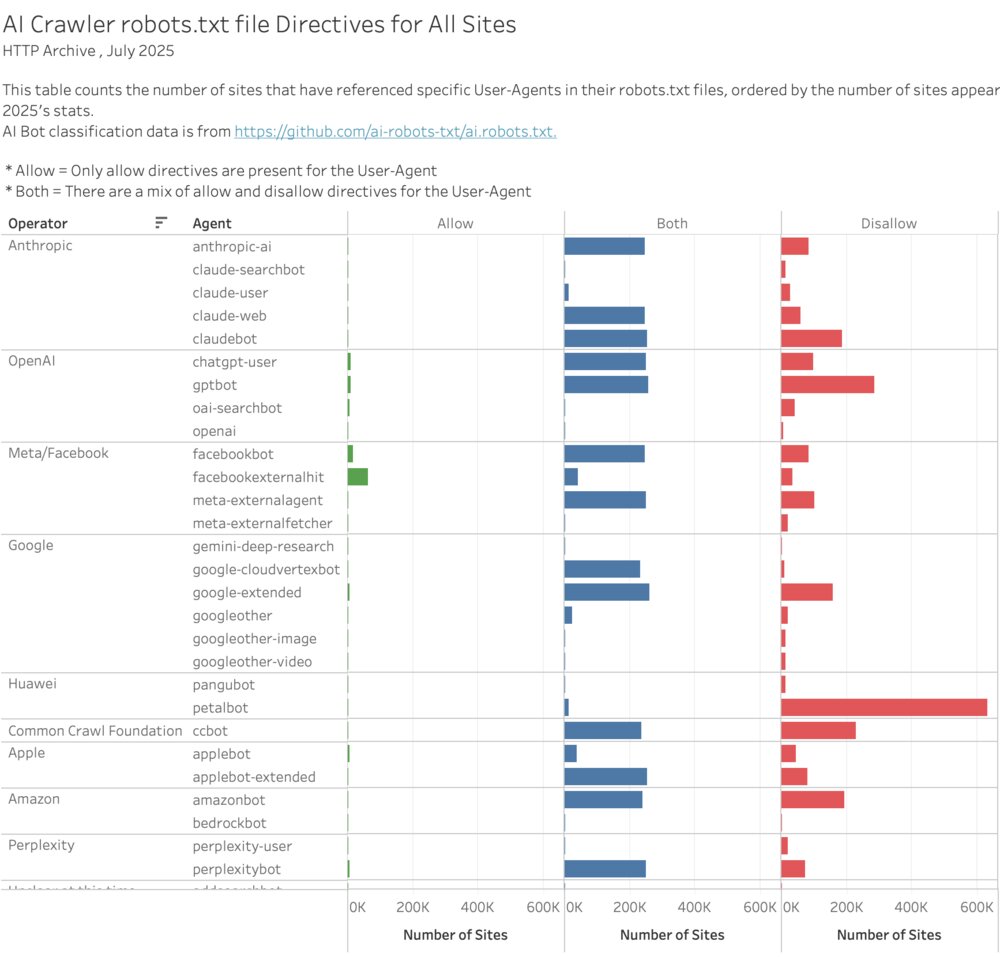 AI Crawler robots.txt file Directives for All Sites
HTTP Archive , July 2025
This table counts the number of sites that have referenced specific User-Agents in their robots.txt files, ordered by the number of sites appear
2025's stats.
AI Bot classification data is from https://github.com/ai-robots-txt/ai.robots.txt.
* Allow = Only allow directives are present for the User-Agent
* Both = There are a mix of allow and disallow directives for the User-Agent
Operator Agent Allow Both Disallow
Anthropic anthropic-ai
claude-searchbot
claude-user
claude-web
claudebot
OpenAI chatgpt-user
gptbot
oai-searchbot
openai
Meta/Facebook facebookbot
facebookexternalhit
meta-externalagent
meta-externalfetcher
Google gemini-deep-research
google-cloudvertexbot
google-extended
googleother
googleother-image
googleother-video
Huawei pangubot
petalbot
Common Crawl Foundation ccbot
Apple applebot
applebot-extended
Amazon amazonbot
bedrockbot
Perplexity perplexity-user
perplexitybot
0K 200K 400K 600K 0K 200K 400K 600K 0K 200K 400K 600K
Number of Sites Number of Sites Number of Sites